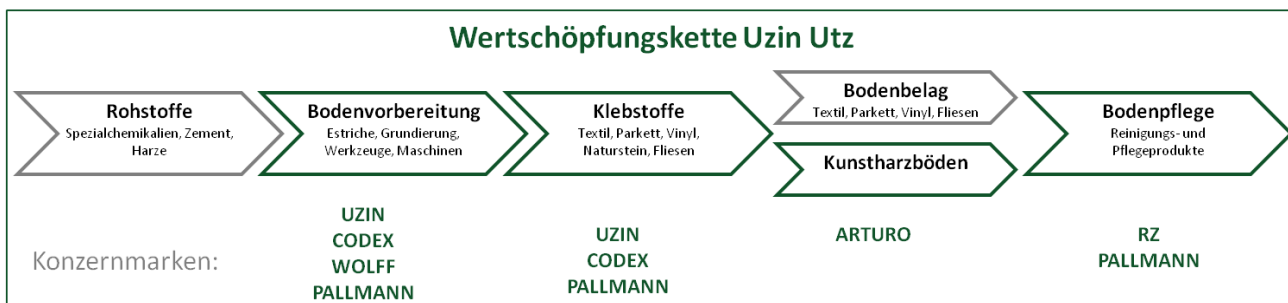 Wertschöpfungskette Uzin Utz
Rohstoffe
Spezialchemikalien, Zement,
Harze
Bodenvorbereitung
Estriche, Grundierung,
Werkzeuge, Maschinen
Klebstoffe
Textil, Parkett, Vinyl,
Naturstein, Fliesen
Bodenbelag
Textil, Parkett, Vinyl, Fliesen
Kunstharzböden
Bodenpflege
Reinigungs- und
Pflegeprodukte
Konzernmarken:
UZIN
CODEX
WOLFF
PALLMANN
UZIN
CODEX
PALLMANN
ARTURO
RZ
PALLMANN